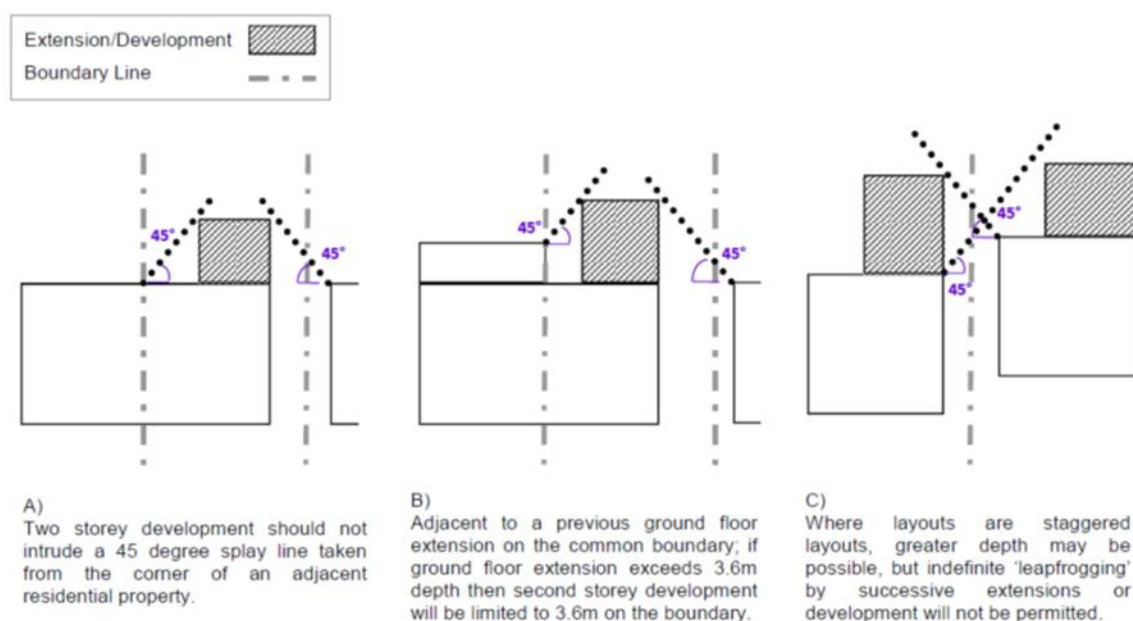 Extension/Development
Boundary Line
45°
45°
45°
45°
45°
45°
A)
Two storey development should not
intrude a 45 degree splay line taken
from the corner of an adjacent
residential property.
B)
Adjacent to a previous ground floor
extension on the common boundary; if
ground floor extension exceeds 3.6m
depth then second storey development
will be limited to 3.6m on the boundary.
C)
Where layouts are staggered
layouts, greater depth may be
possible, but indefinite 'leapfrogging'
by successive extensions or
development will not be permitted.